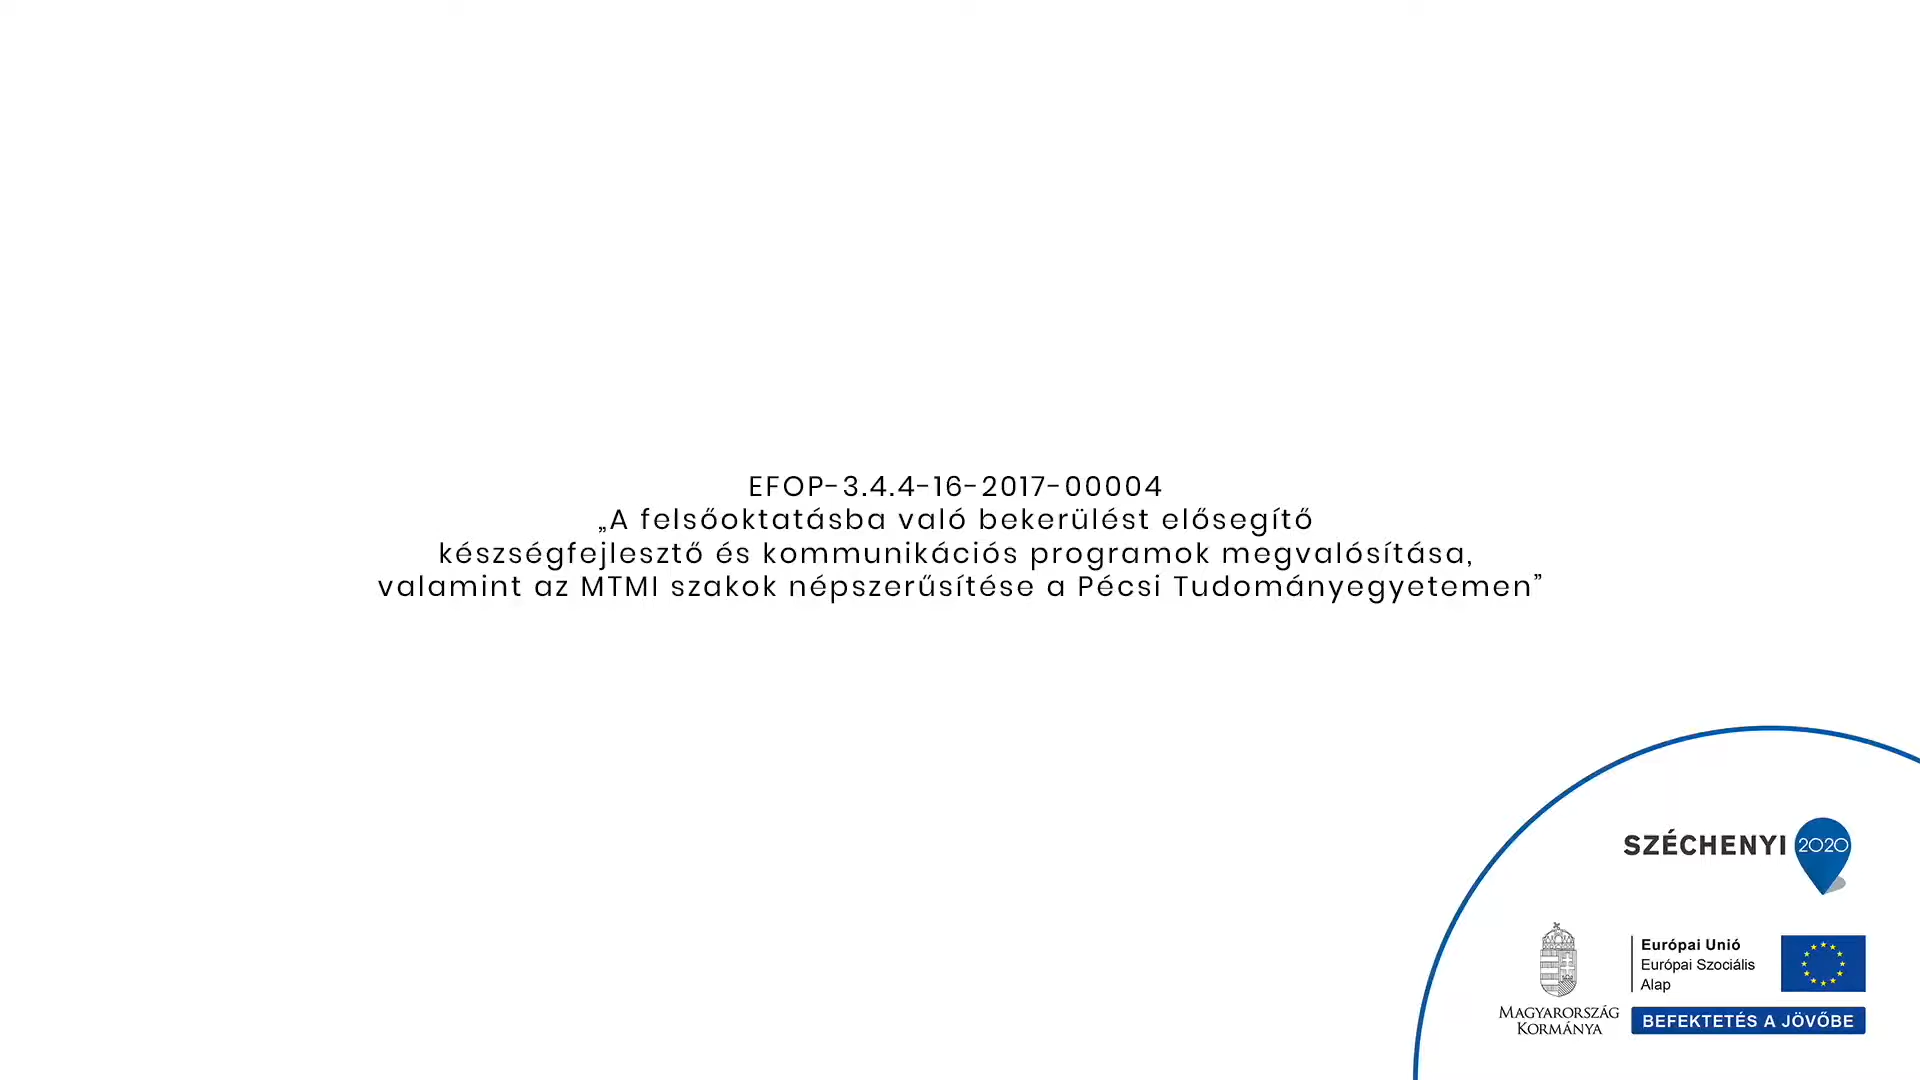 EFOP-3.4.4-16-2017-00004
„A felsőoktatásba való bekerülést elősegítő
készségfejlesztő és kommunikációs programok megvalósítása,
valamint az MTMI szakok népszerűsítése a Pécsi Tudományegyetemen”
SZÉCHENYI 2020
MAGYARORSZÁG
KORMÁNYA
Európai Unió
Európai Szociális
Alap
BEFEKTETÉS A JÖVŐBE